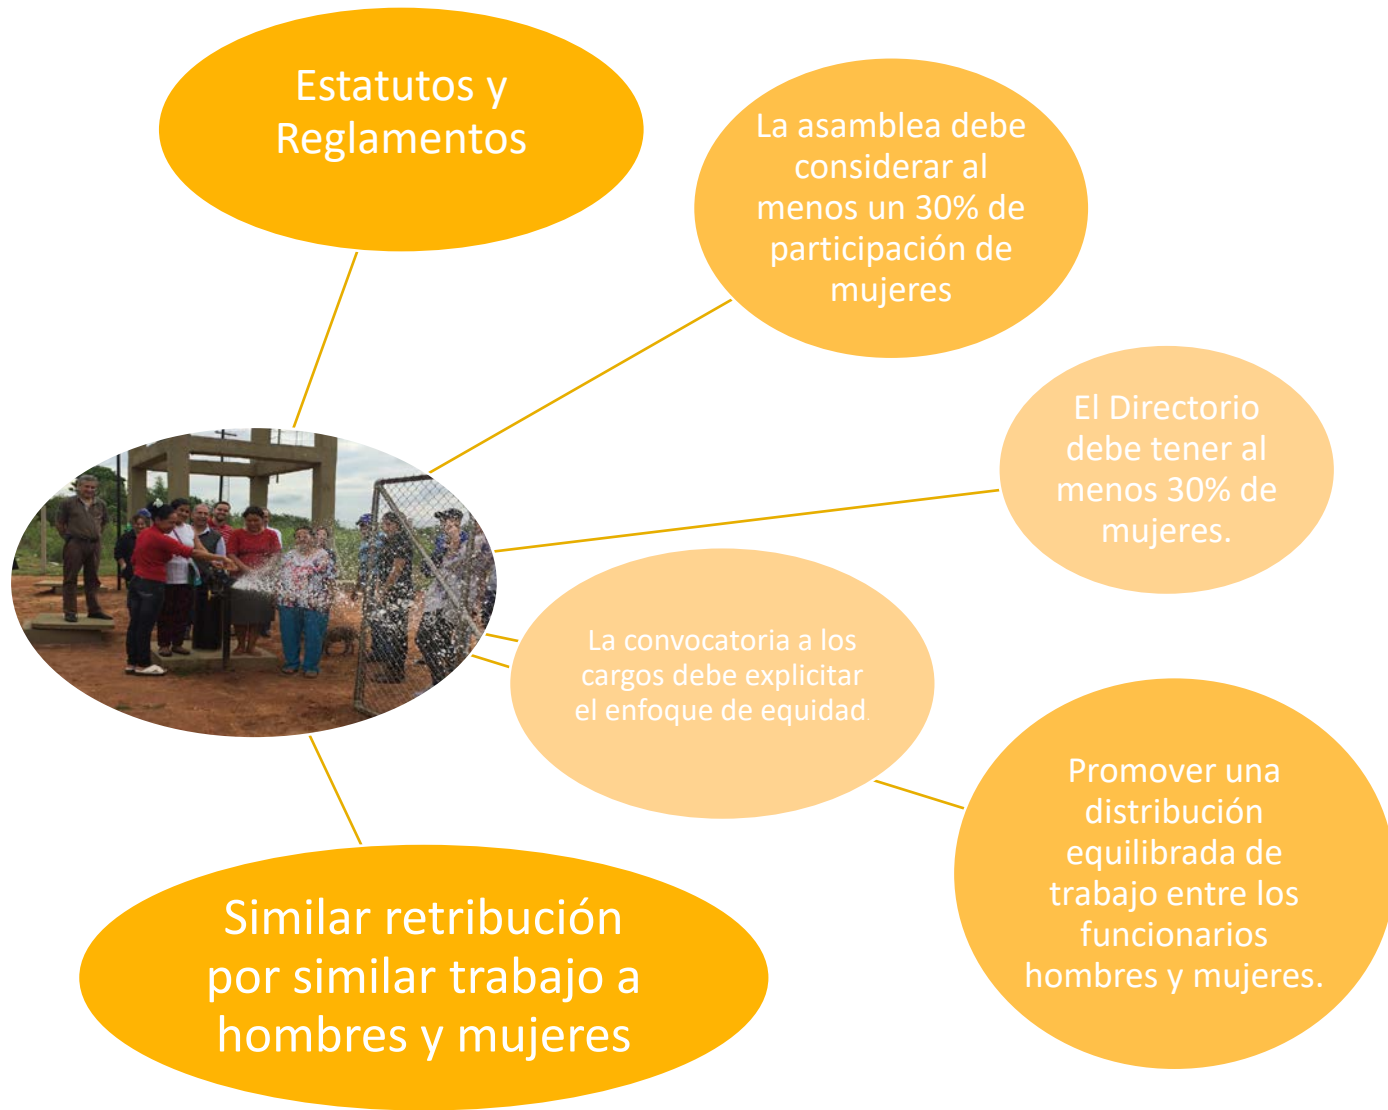 Estatutos y
Reglamentos
La asamblea debe
considerar al
menos un 30% de
participación de
mujeres
El Directorio
debe tener al
menos 30% de
mujeres.
La convocatoria a los
cargos debe explicitar
el enfoque de equidad.
Promover una
distribución
equilibrada de
trabajo entre los
funcionarios
hombres y mujeres.
Similar retribución
por similar trabajo a
hombres y mujeres